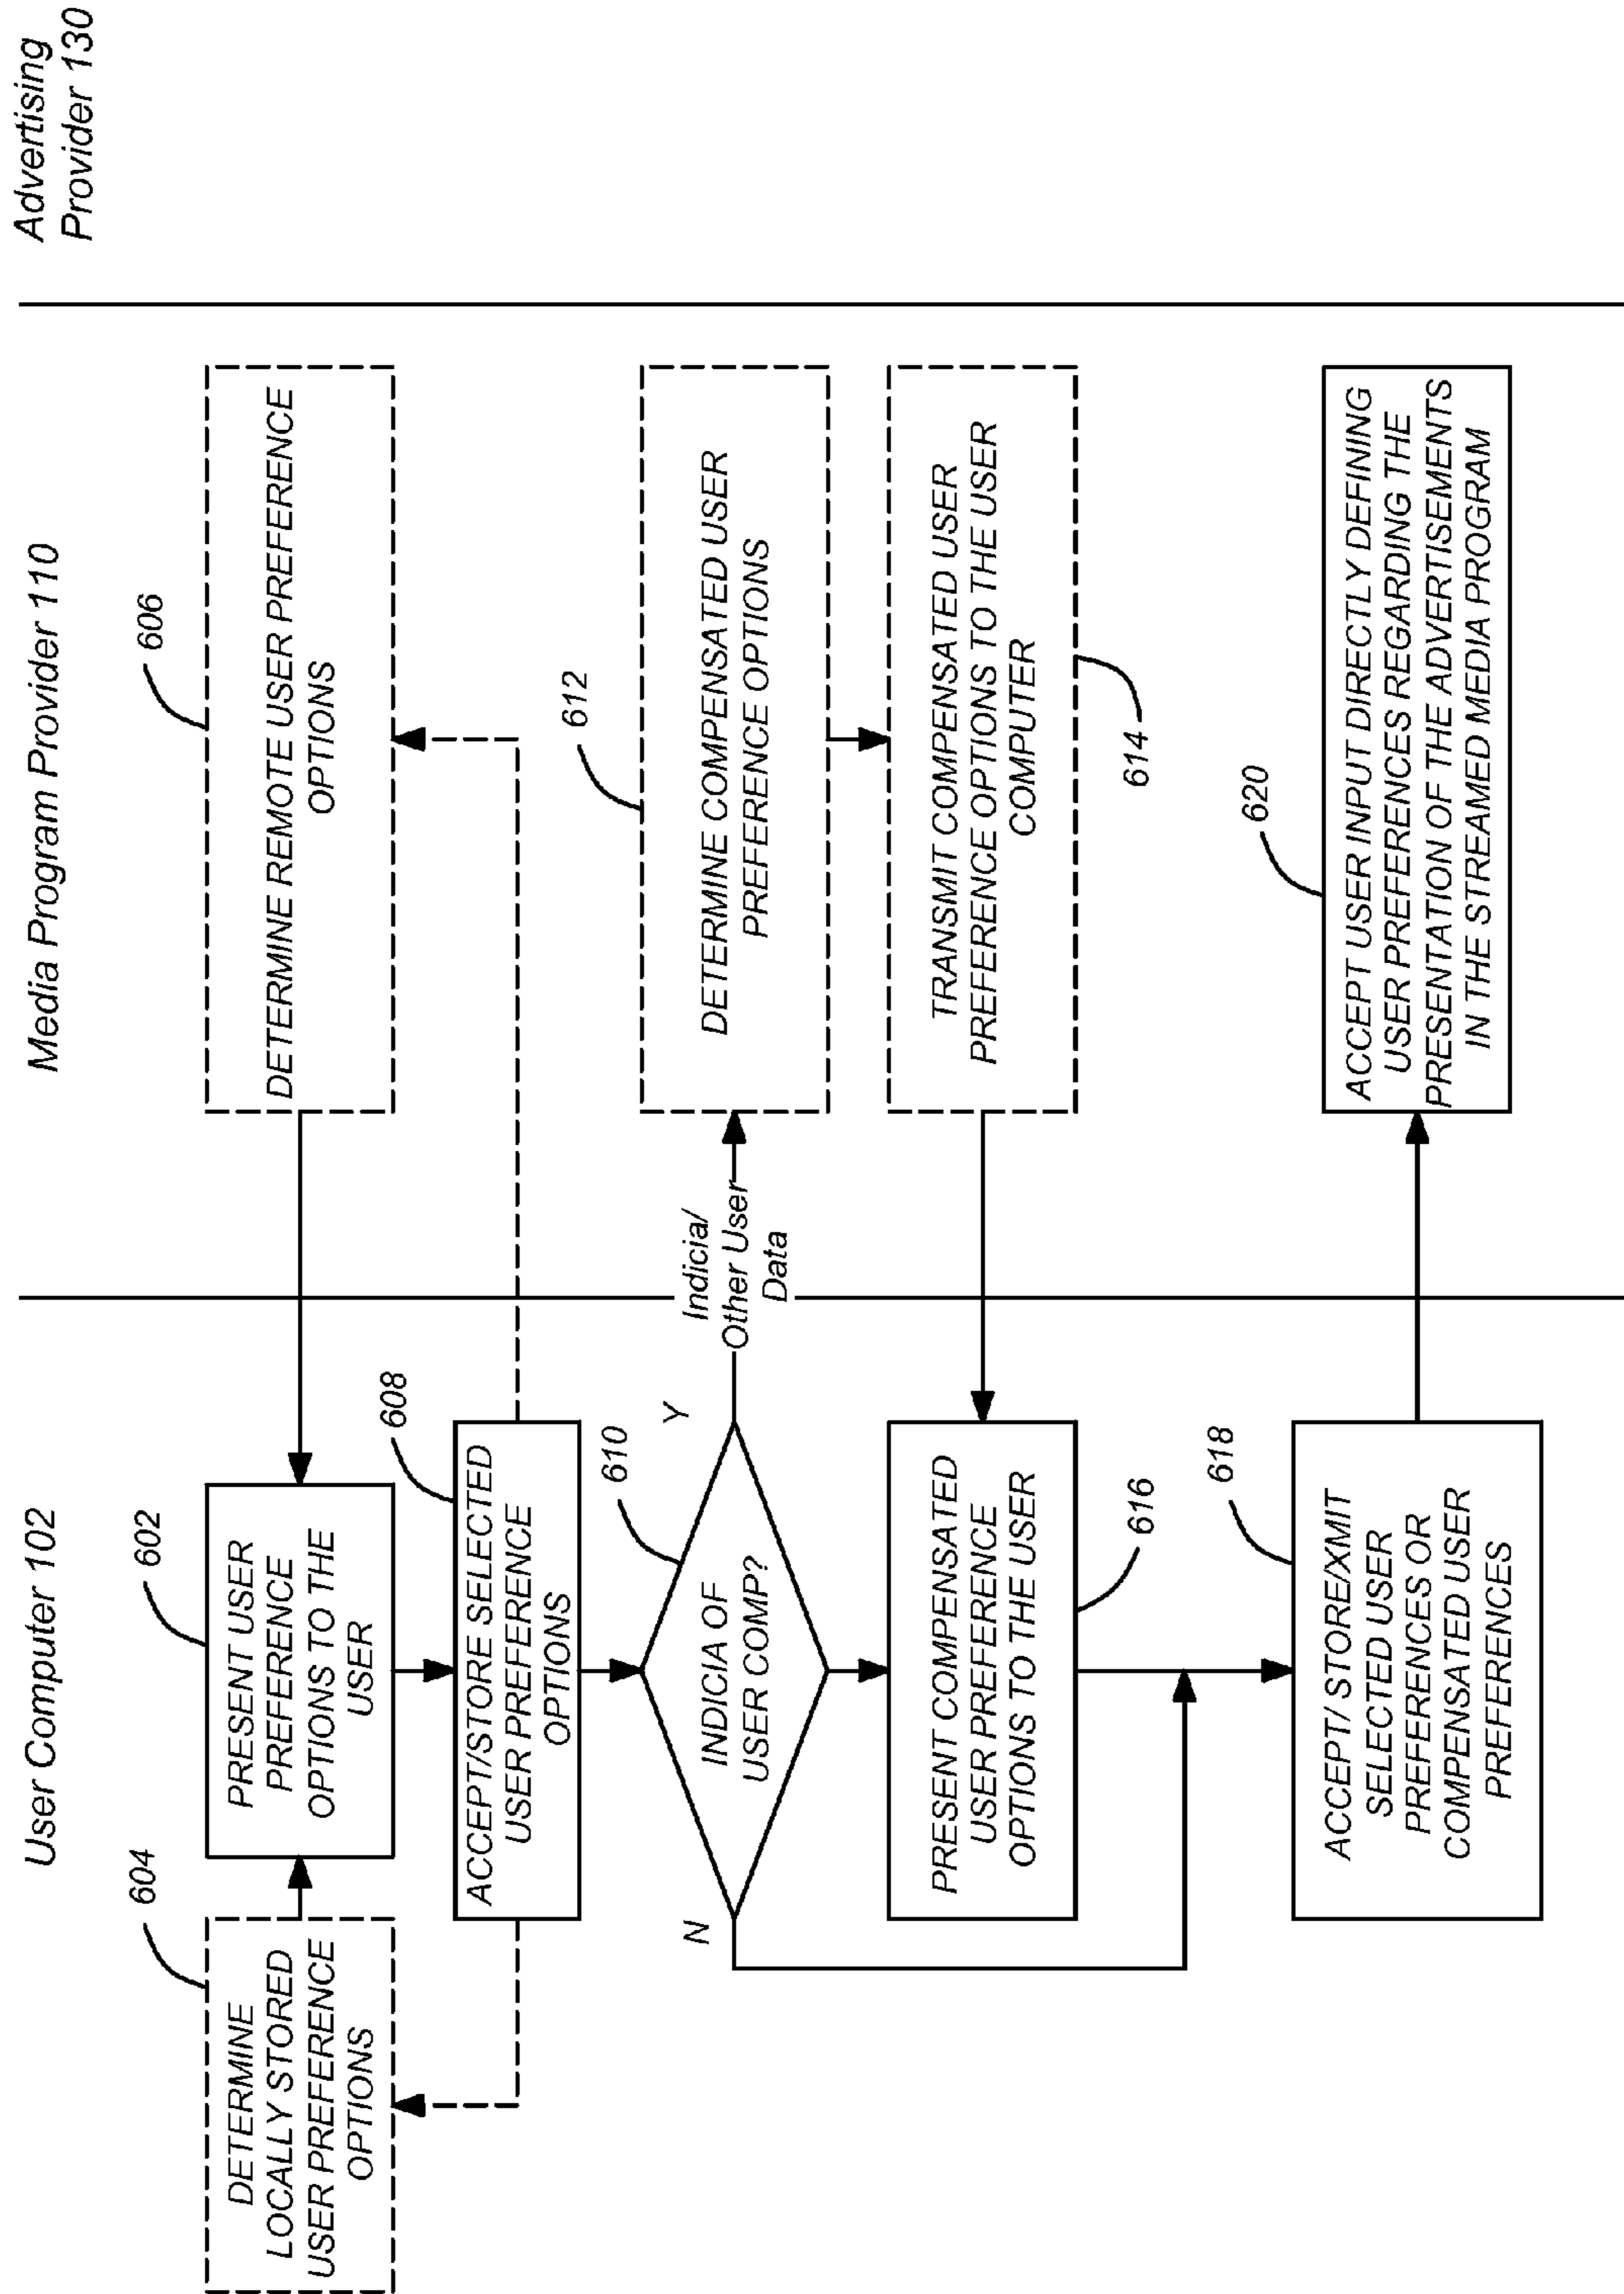 User Computer 102
Media Program Provider 110
Advertising
Provider 130
604
DETERMINE
LOCALLY STORED
USER PREFERENCE
OPTIONS
602
PRESENT USER
PREFERENCE
OPTIONS TO THE
USER
606
DETERMINE REMOTE USER PREFERENCE
OPTIONS
608
ACCEPT/STORE SELECTED
USER PREFERENCE
OPTIONS
610
INDICIA OF
USER COMP?
N
Y
Indicia/
Other User
Data
612
DETERMINE COMPENSATED USER
PREFERENCE OPTIONS
TRANSMIT COMPENSATED USER
PREFERENCE OPTIONS TO THE USER
COMPUTER
614
PRESENT COMPENSATED
USER PREFERENCE
OPTIONS TO THE USER
616
618
ACCEPT/ STORE/XMIT
SELECTED USER
PREFERENCES OR
COMPENSATED USER
PREFERENCES
620
ACCEPT USER INPUT DIRECTLY DEFINING
USER PREFERENCES REGARDING THE
PRESENTATION OF THE ADVERTISEMENTS
IN THE STREAMED MEDIA PROGRAM